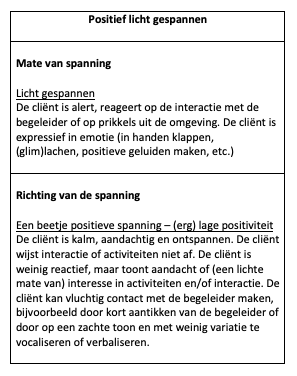 Positief licht gespannen
Mate van spanning
Licht gespannen
De cliënt is alert, reageert op de interactie met de
begeleider of op prikkels uit de omgeving. De cliënt is
expressief in emotie (in handen klappen,
(glim)lachen, positieve geluiden maken, etc.)
Richting van de spanning
Een beetje positieve spanning – (erg) lage positiviteit
De cliënt is kalm, aandachtig en ontspannen. De cliënt
wijst interactie of activiteiten niet af. De cliënt is
weinig reactief, maar toont aandacht of (een lichte
mate van) interesse in activiteiten en/of interactie. De
cliënt kan vluchtig contact met de begeleider maken,
bijvoorbeeld door kort aantikken van de begeleider of
door op een zachte toon en met weinig variatie te
vocaliseren of verbaliseren.